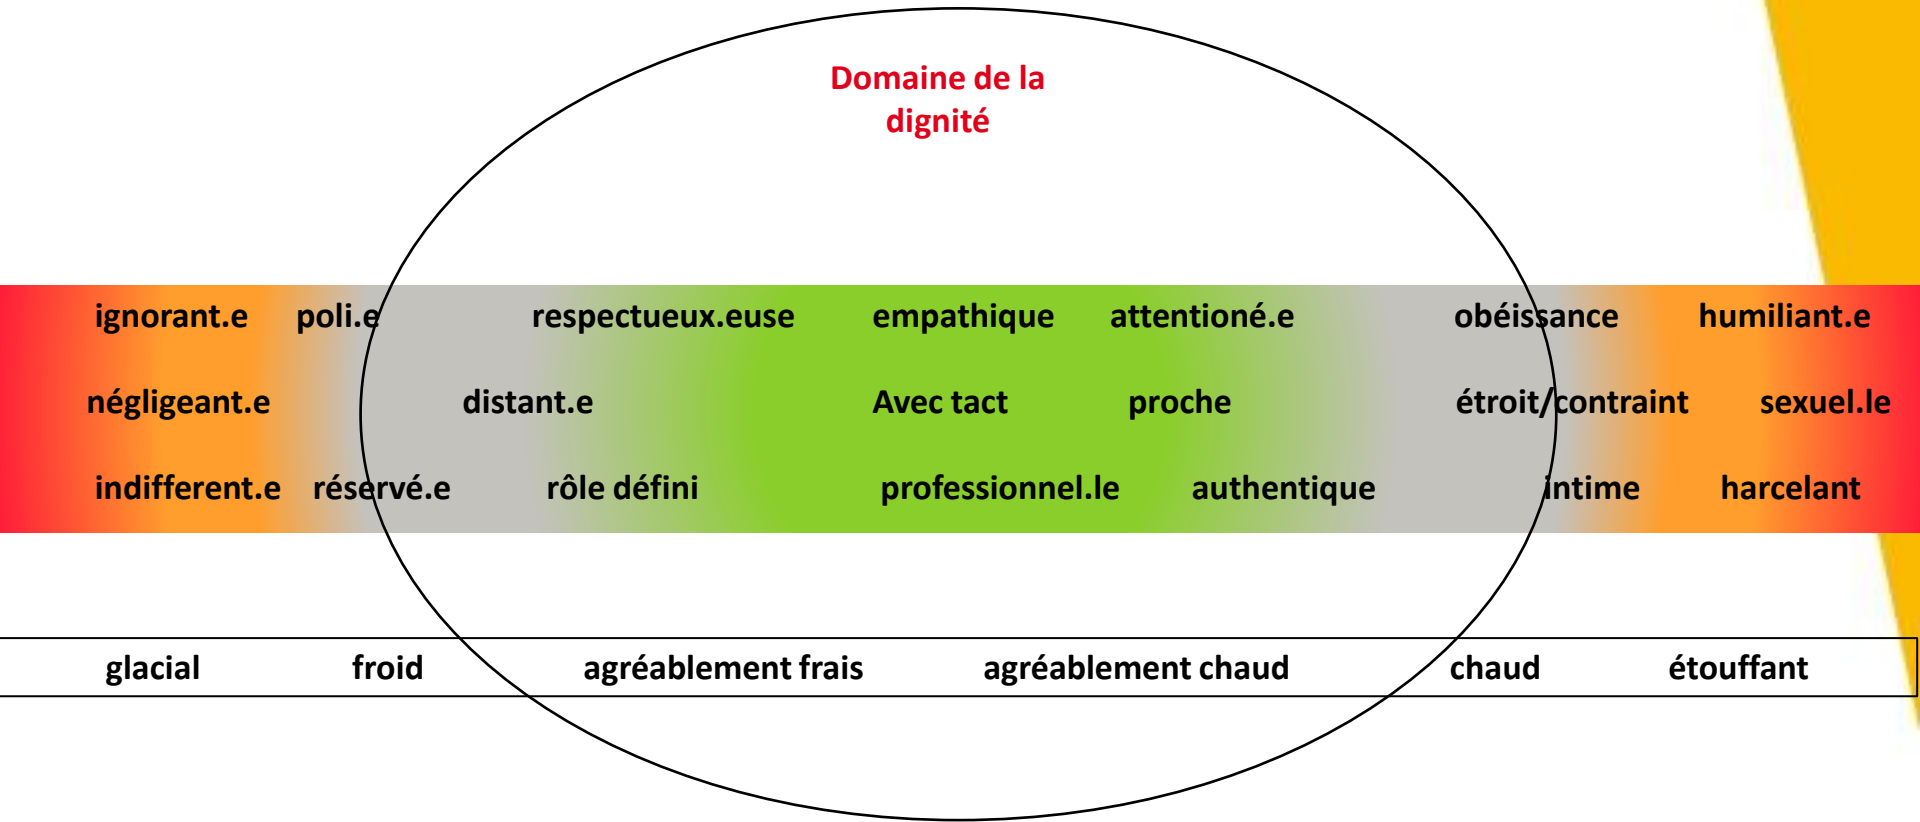 Domaine de la
dignité
ignorant.e poli.e respectueux.euse empathique attentioné.e obéissance humiliant.e
négligeant.e distant.e Avec tact proche étroit/contraint sexuel.le
indifferent.e réservé.e rôle défini professionnel.le authentique intime harcelant
glacial froid agréablement frais agréablement chaud chaud étouffant